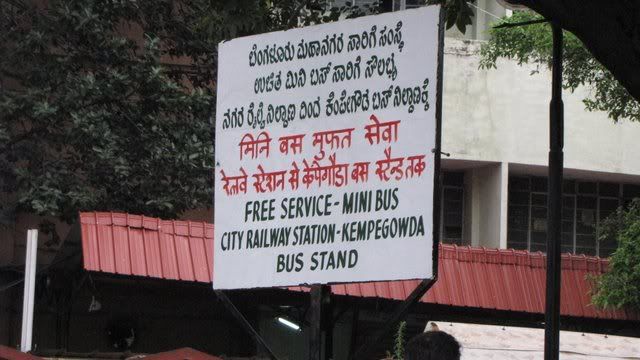 ಬೆಂಗಳೂರು ಮಹಾನಗರ ಸಾರಿಗೆ ಸಂಸ್ಥೆ
ಉಚಿತ ಮಿನಿ ಬಸ್ ಸಾರಿಗೆ ಸೌಲಭ್ಯ
ನಗರ ರೈಲ್ವೆ ನಿಲ್ದಾಣ ದಿಂದ ಕೆಂಪೇಗೌಡ ಬಸ್ ನಿಲ್ದಾಣಕ್ಕೆ
मिनि बस मुफत सेवा
रेलवे स्टेशन से केंपेगौडा बस स्टैन्ड तक
FREE SERVICE - MINI BUS
CITY RAILWAY STATION - KEMPEGOWDA
BUS STAND